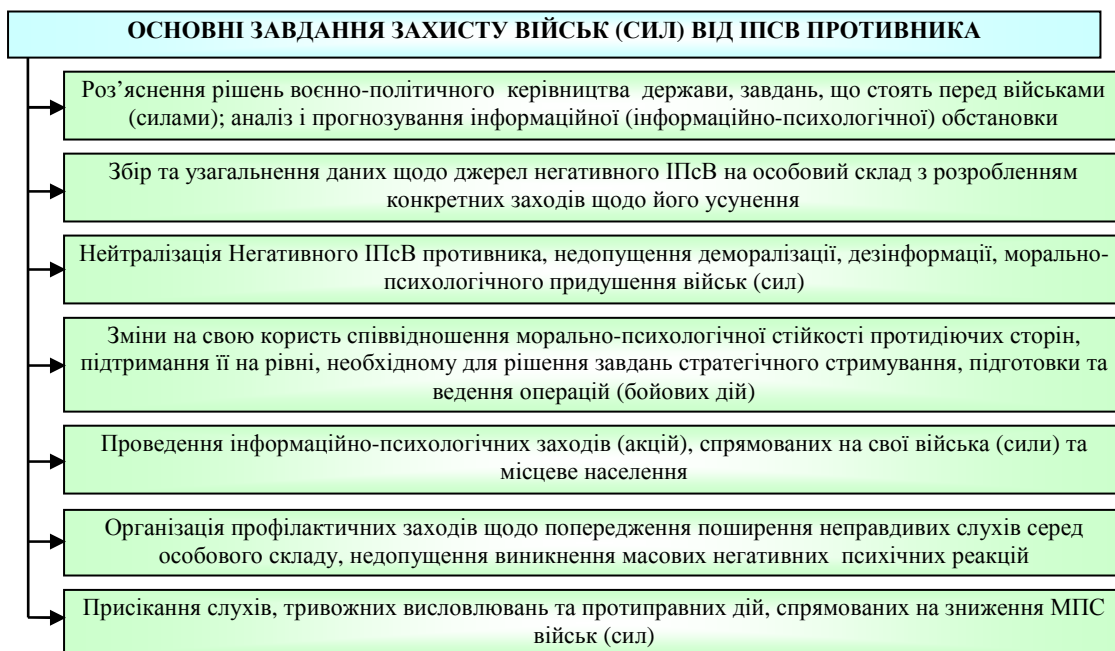 ОСНОВНІ ЗАВДАННЯ ЗАХИСТУ ВІЙСЬК (СИЛ) ВІД ІПСВ ПРОТИВНИКА
Роз’яснення рішень воєнно-політичного керівництва держави, завдань, що стоять перед військами
(силами); аналіз і прогнозування інформаційної (інформаційно-психологічної) обстановки
Збір та узагальнення даних щодо джерел негативного ІПсВ на особовий склад з розробленням
конкретних заходів щодо його усунення
Нейтралізація Негативного ІПсВ противника, недопущення деморалізації, дезінформації, морально-
психологічного придушення військ (сил)
Зміни на свою користь співвідношення морально-психологічної стійкості протидіючих сторін,
підтримання її на рівні, необхідному для рішення завдань стратегічного стримування, підготовки та
ведення операцій (бойових дій)
Проведення інформаційно-психологічних заходів (акцій), спрямованих на свої війська (сили) та
місцеве населення
Організація профілактичних заходів щодо попередження поширення неправдивих слухів серед
особового складу, недопущення виникнення масових негативних психічних реакцій
Присікання слухів, тривожних висловлювань та протиправних дій, спрямованих на зниження МПС
військ (сил)